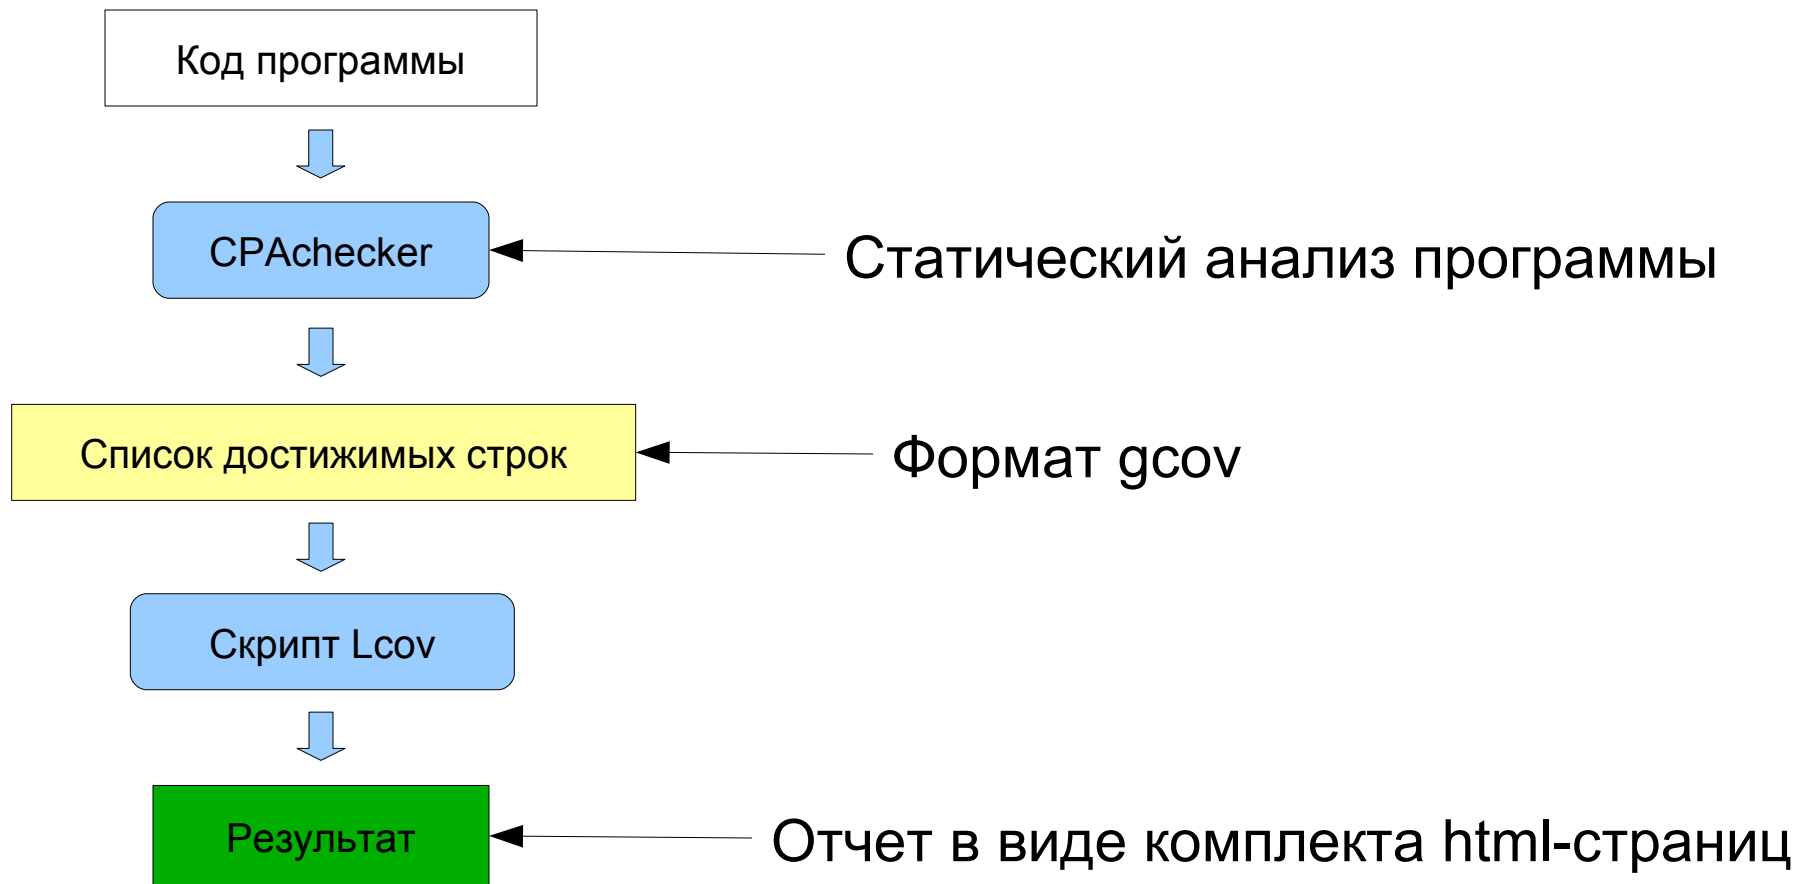 Код программы
CPAchecker
Статический анализ программы
Список достижимых строк
Формат gcov
Скрипт Lcov
Результат
Отчет в виде комплекта html-страниц